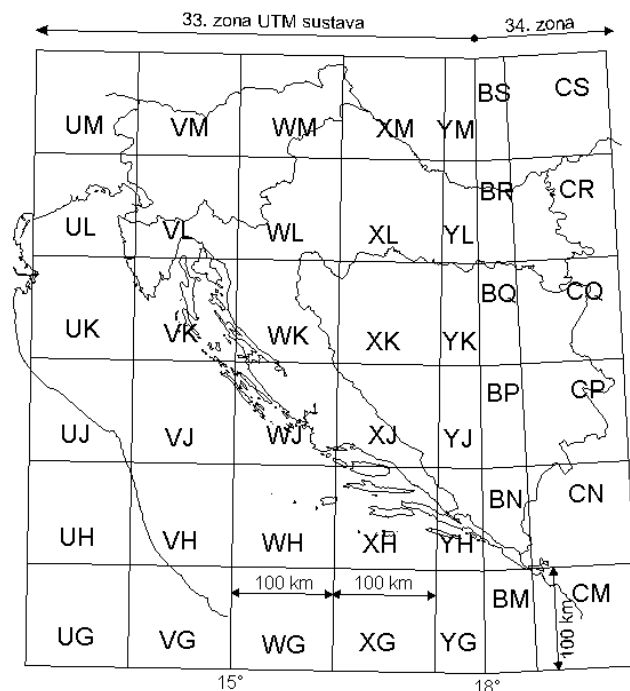 33. zona UTM sustava 34. zona
UM VM WM XM YM BS CS
UL VL WL XL YL BR CR
UK VK WK XK YK BQ CQ
UJ VJ WJ XJ YJ BP CP
UH VH WH XH YH BN CN
100 km 100 km 100 km
UG VG WG XG YG BM CM
15° 18°